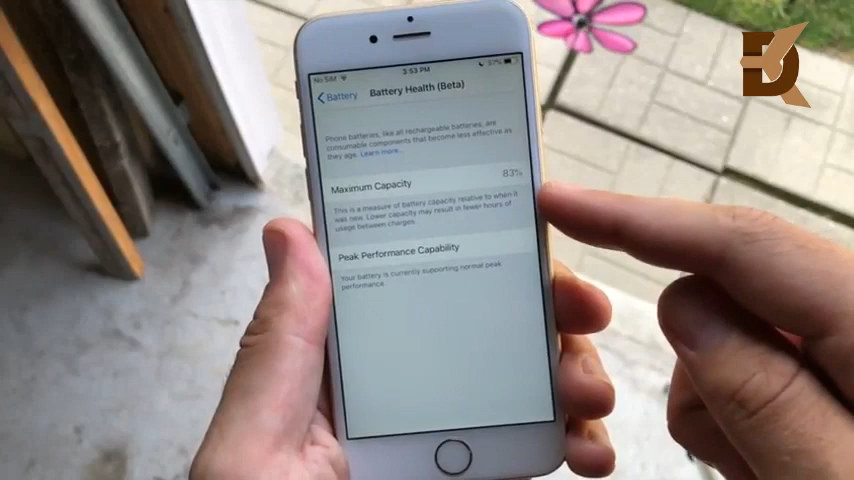 No SIM 3:53 PM 57%
Battery Battery Health (Beta)
Phone batteries, like all rechargeable batteries, are
consumable components that become less effective as
they age. Learn more...
Maximum Capacity 83%
This is a measure of battery capacity relative to when it
was new. Lower capacity may result in fewer hours of
usage between charges.
Peak Performance Capability
Your battery is currently supporting normal peak
performance.